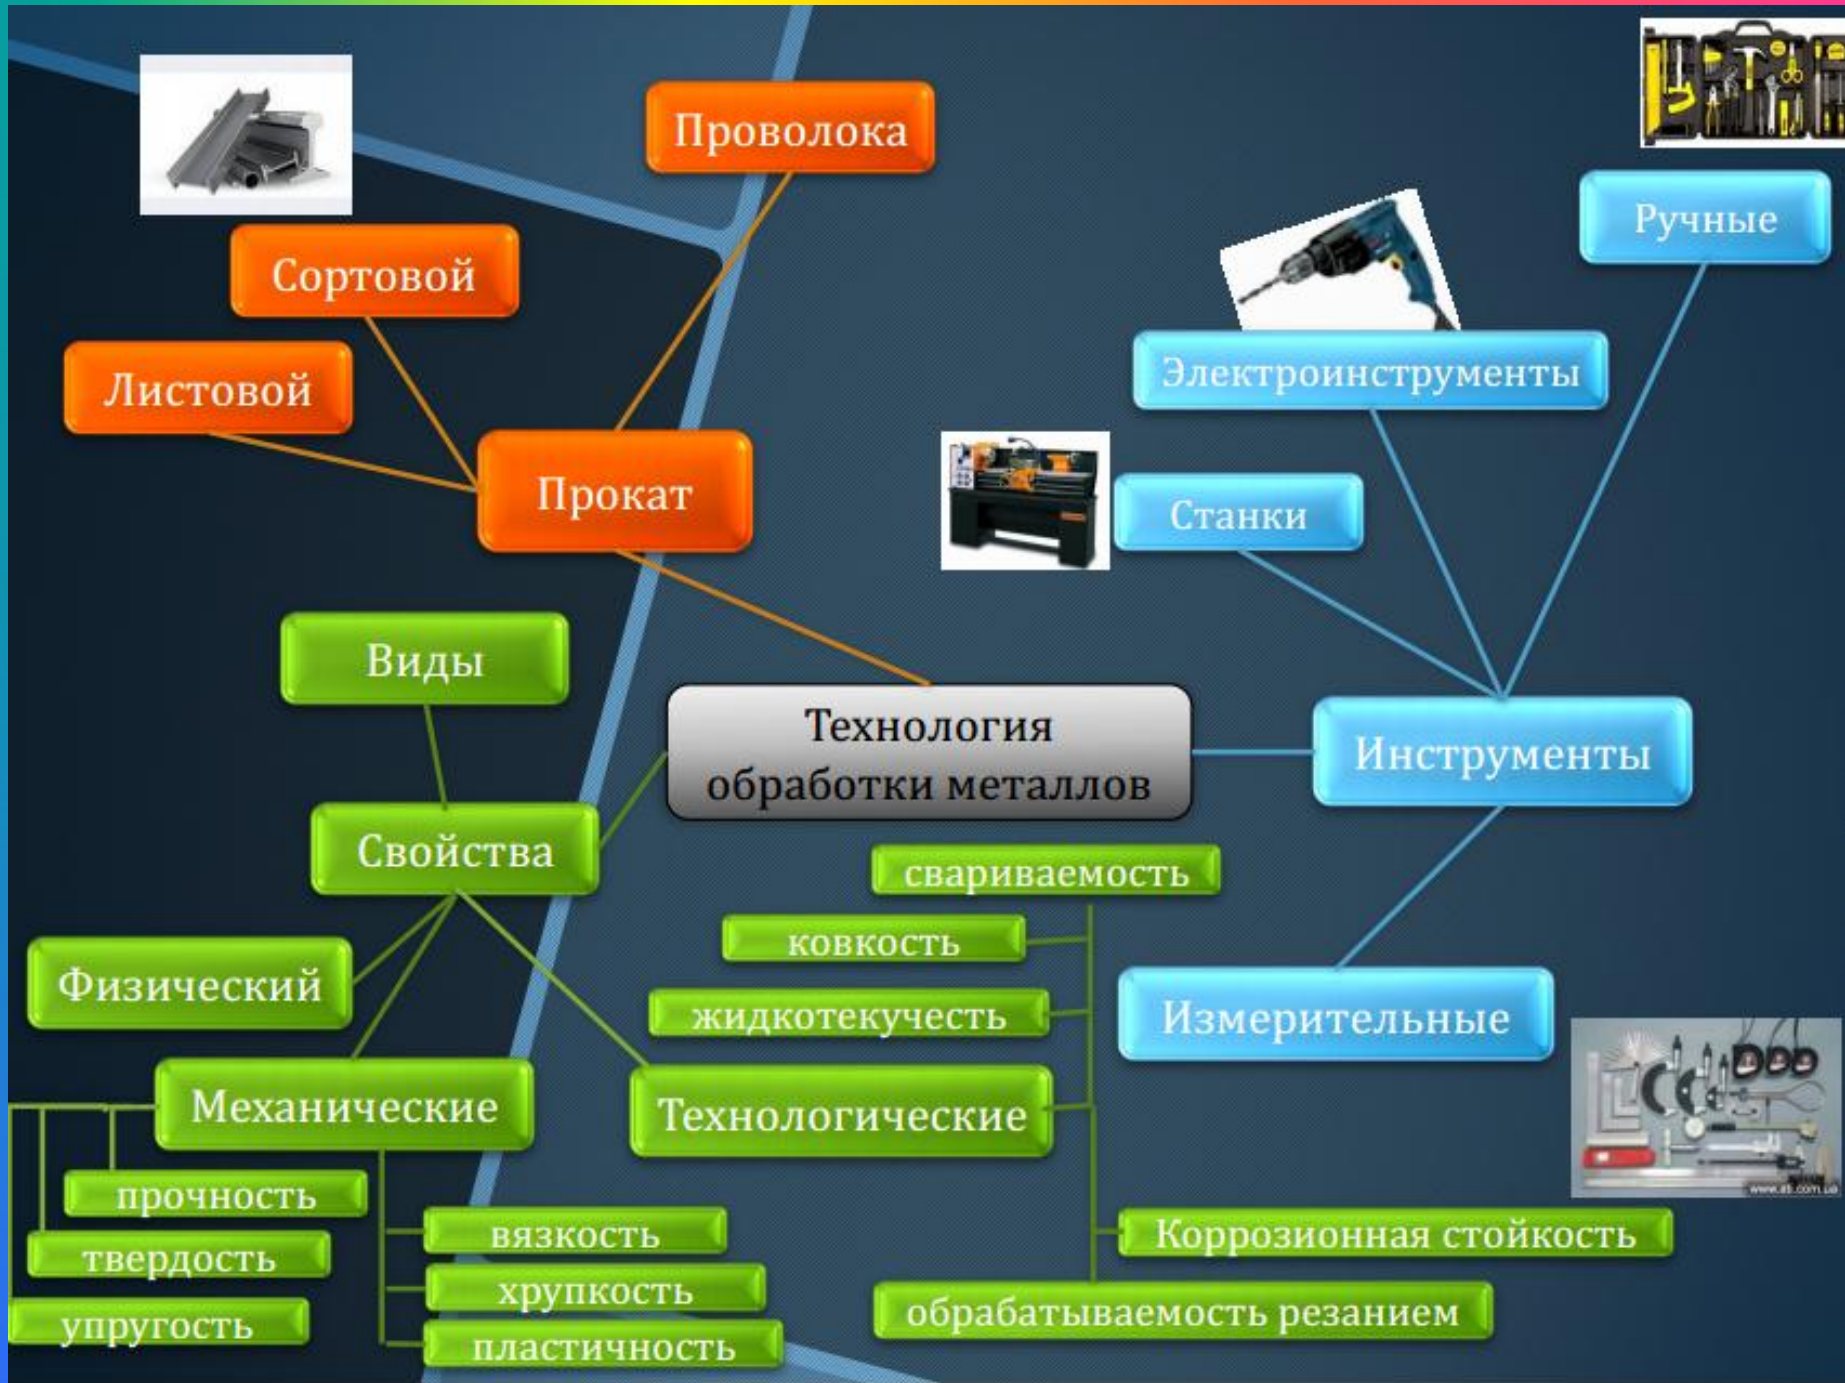 Проволока
Ручные
Сортовой
Электроинструменты
Листовой
Прокат
Станки
Виды
Технология
обработки металлов
Инструменты
Свойства
свариваемость
ковкость
Физический
жидкотекучесть
Измерительные
Механические
Технологические
прочность
вязкость
Коррозионная стойкость
твердость
хрупкость
обрабатываемость резанием
упругость
пластичность